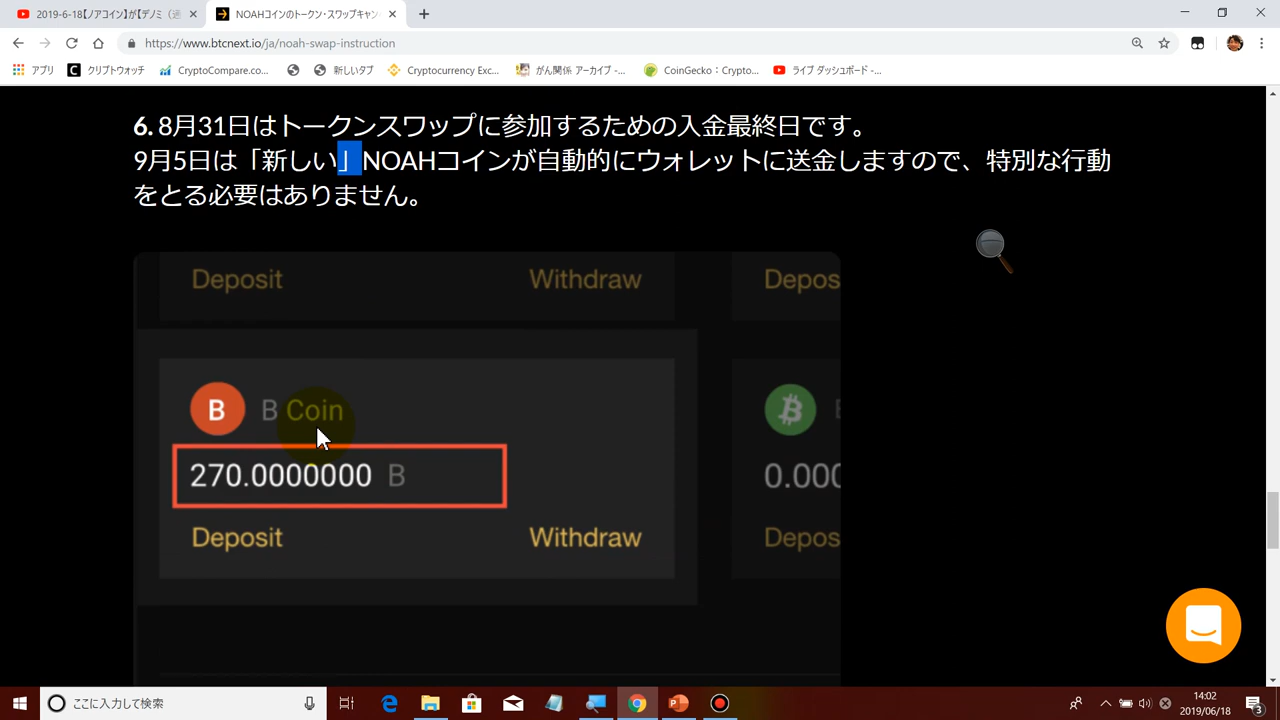 2019-6-18【ノアコイン】が【デノミ（通
NOAHコインのトークン・スワップキャン
https://www.btcnext.io/ja/noah-swap-instruction
アプリ
クリプトウォッチ
CryptoCompare.co...
新しいタブ
Cryptocurrency Exc...
がん関係 アーカイブ - ...
CoinGecko：Crypto...
ライブ ダッシュボード - ...
6. 8月31日はトークンスワップに参加するための入金最終日です。
9月5日は「新しい」NOAHコインが自動的にウォレットに送金しますので、特別な行動
をとる必要はありません。
Deposit Withdraw Depos
B B Coin
270.0000000 B 0.000
Deposit Withdraw Depos
ここに入力して検索
14:02
2019/06/18
3